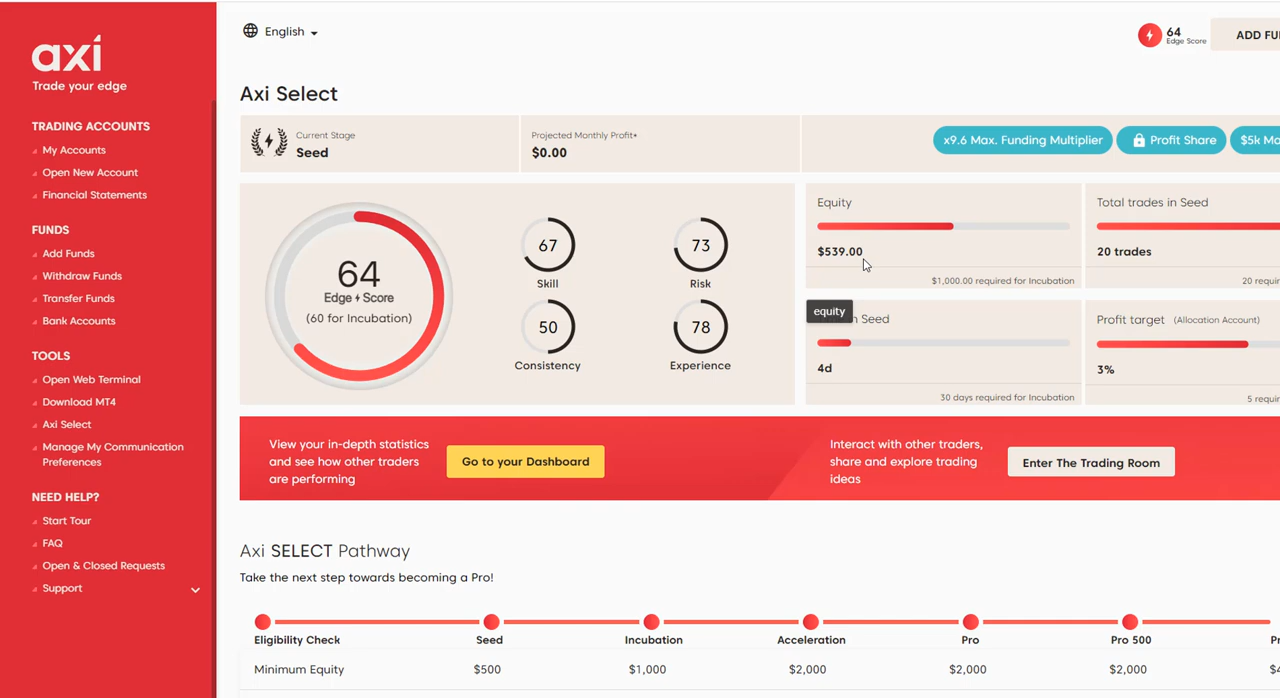 axi
Trade your edge
TRADING ACCOUNTS
My Accounts
Open New Account
Financial Statements
FUNDS
Add Funds
Withdraw Funds
Transfer Funds
Bank Accounts
TOOLS
Open Web Terminal
Download MT4
Axi Select
Manage My Communication
Preferences
NEED HELP?
Start Tour
FAQ
Open & Closed Requests
Support
English
64
Edge Score
ADD FU
Axi Select
Current Stage
Seed
Projected Monthly Profit*
$0.00
x9.6 Max. Funding Multiplier
Profit Share
$5k Ma
64
Edge Score
(60 for Incubation)
67
Skill
73
Risk
50
Consistency
78
Experience
Equity
$539.00
$1,000.00 required for Incubation
Total trades in Seed
20 trades
20 requir
equity
Seed
4d
30 days required for Incubation
Profit target (Allocation Account)
3%
5 requir
View your in-depth statistics
and see how other traders
are performing
Go to your Dashboard
Interact with other traders,
share and explore trading
ideas
Enter The Trading Room
Axi SELECT Pathway
Take the next step towards becoming a Pro!
Eligibility Check Seed Incubation Acceleration Pro Pro 500 Pr
Minimum Equity $500 $1,000 $2,000 $2,000 $2,000